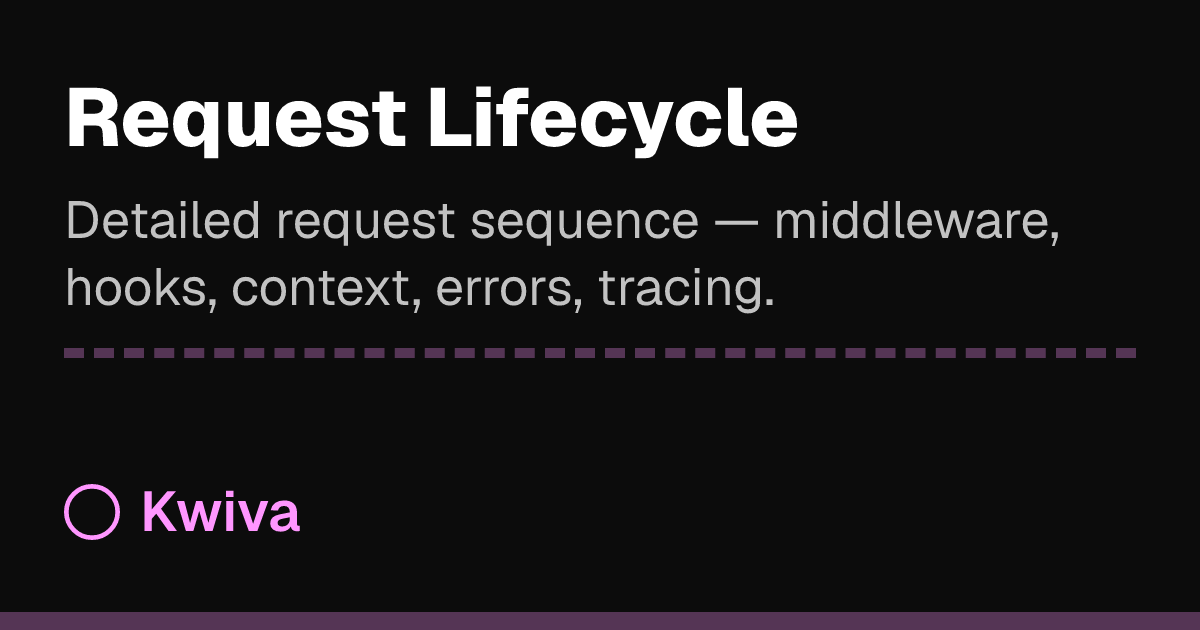 Request Lifecycle
Detailed request sequence — middleware,
hooks, context, errors, tracing.
Kwiva